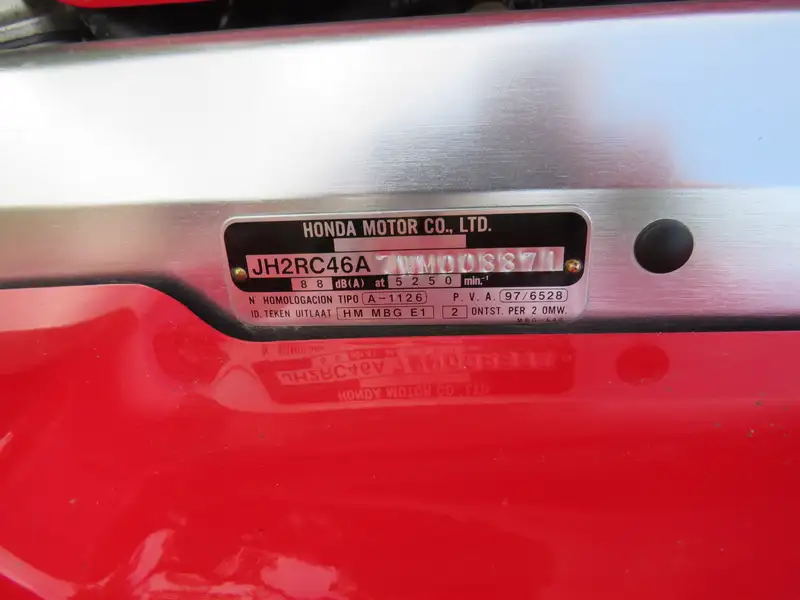 HONDA MOTOR CO., LTD.
JH2RC46A 7WM008871
88 dB(A) at 5250 min.⁻¹
N° HOMOLOGACION TIPO A-1126 P. V. A. 97/6528
ID. TEKEN UITLAAT HM MBG E1 2 ONTST. PER 2 OMW.